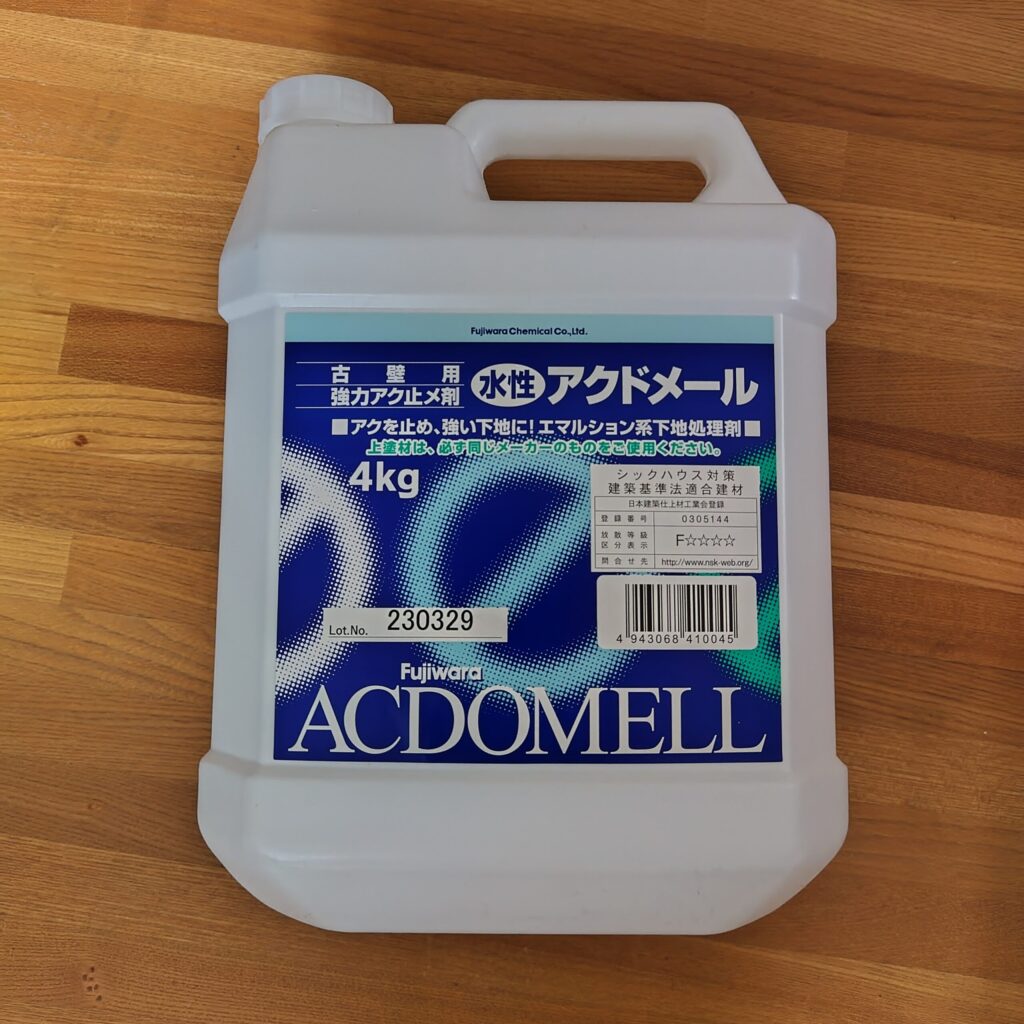 Fujiwara Chemical Co.,Ltd.
古壁用
強力アク止メ剤
水性 アクドメール
■アクを止め、強い下地に!エマルション系下地処理剤■
上塗材は、必ず同じメーカーのものをご使用ください。
4kg
シックハウス対策
建築基準法適合建材
日本建築仕上材工業会登録
登録番号 0305144
放散等級
区分表示 F☆☆☆☆
問合せ先 http://www.nsk-web.org/
Lot.No. 230329
4 943068 410045
Fujiwara
ACDOMELL